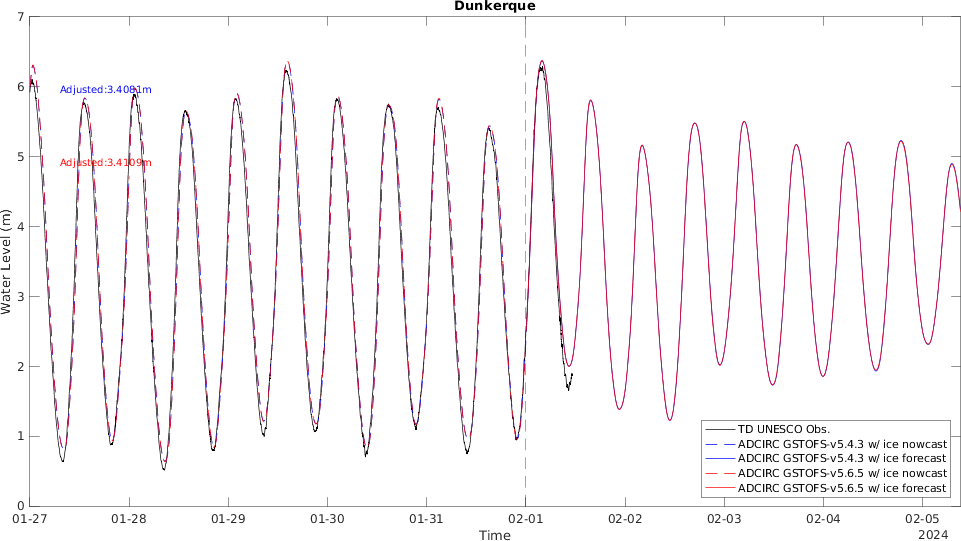 Dunkerque
7
6
5
4
3
2
1
0
Water Level (m)
Adjusted:3.4081m
Adjusted:3.4109m
TD UNESCO Obs.
ADCIRC GSTOFS-v5.4.3 w/ ice nowcast
ADCIRC GSTOFS-v5.4.3 w/ ice forecast
ADCIRC GSTOFS-v5.6.5 w/ ice nowcast
ADCIRC GSTOFS-v5.6.5 w/ ice forecast
01-27 01-28 01-29 01-30 01-31 02-01 02-02 02-03 02-04 02-05
Time
2024